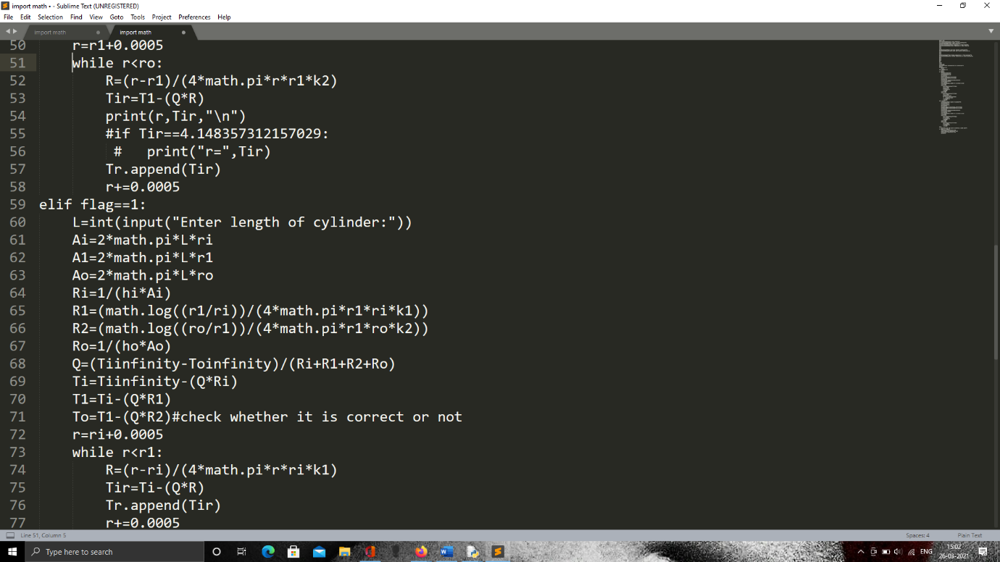 import math • - Sublime Text (UNREGISTERED)
File Edit Selection Find View Goto Tools Project Preferences Help
import math import math
50 r=r1+0.0005
51 while r<ro:
52 R=(r-r1)/(4*math.pi*r*r1*k2)
53 Tir=T1-(Q*R)
54 print(r,Tir,"\n")
55 #if Tir==4.148357312157029:
56 # print("r=",Tir)
57 Tr.append(Tir)
58 r+=0.0005
59 elif flag==1:
60 L=int(input("Enter length of cylinder:"))
61 Ai=2*math.pi*L*ri
62 A1=2*math.pi*L*r1
63 Ao=2*math.pi*L*ro
64 Ri=1/(hi*Ai)
65 R1=(math.log((r1/ri))/(4*math.pi*r1*ri*k1))
66 R2=(math.log((ro/r1))/(4*math.pi*r1*ro*k2))
67 Ro=1/(ho*Ao)
68 Q=(Tiinfinity-Toinfinity)/(Ri+R1+R2+Ro)
69 Ti=Tiinfinity-(Q*Ri)
70 T1=Ti-(Q*R1)
71 To=T1-(Q*R2)#check whether it is correct or not
72 r=ri+0.0005
73 while r<r1:
74 R=(r-ri)/(4*math.pi*r*ri*k1)
75 Tir=Ti-(Q*R)
76 Tr.append(Tir)
77 r+=0.0005
Line 51, Column 5 Spaces: 4 Plain Text
Type here to search ENG 15:02
26-03-2021